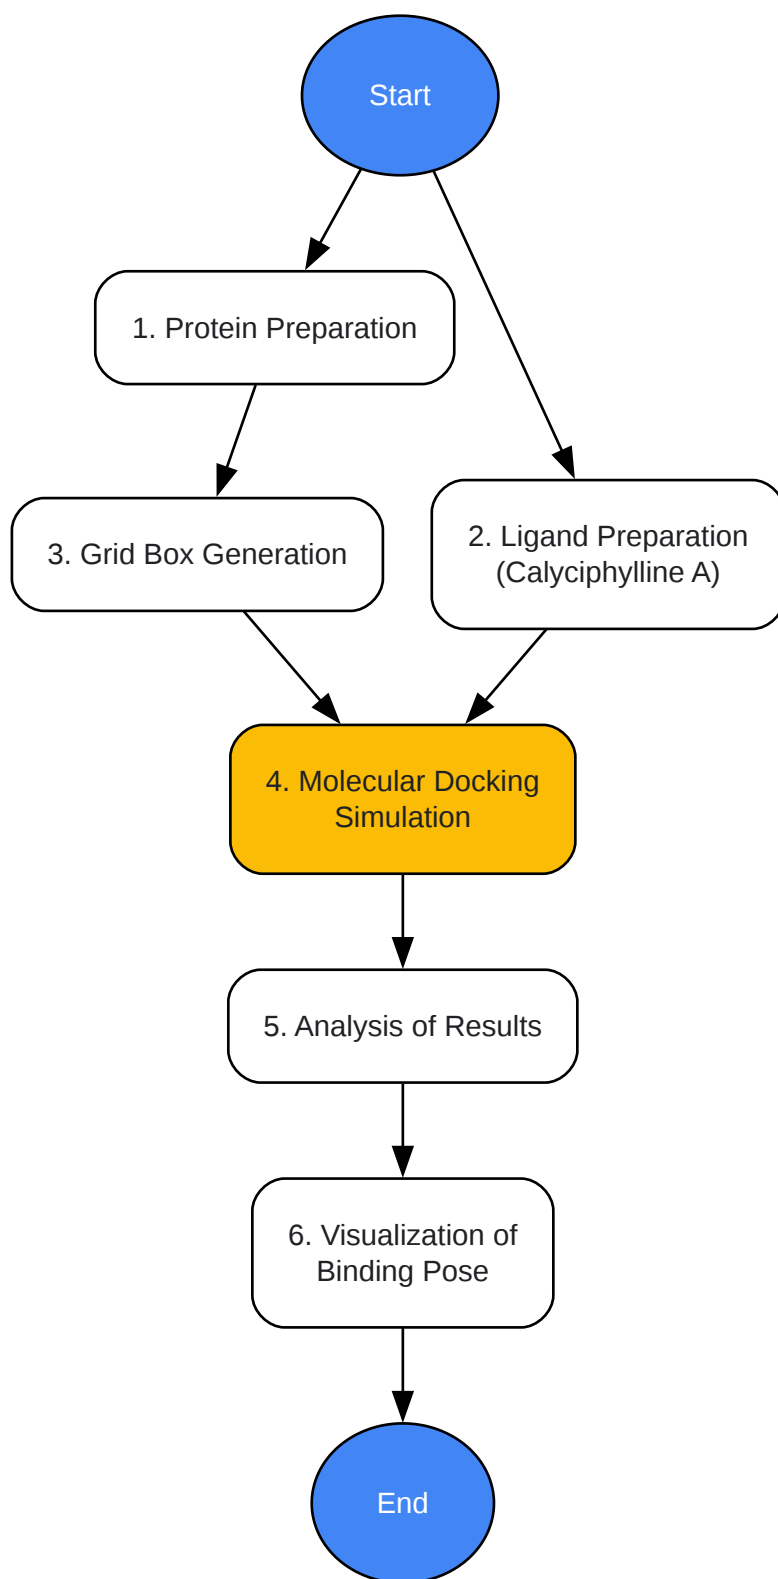 Start
1. Protein Preparation
2. Ligand Preparation
(Calyciphylline A)
3. Grid Box Generation
4. Molecular Docking
Simulation
5. Analysis of Results
6. Visualization of
Binding Pose
End